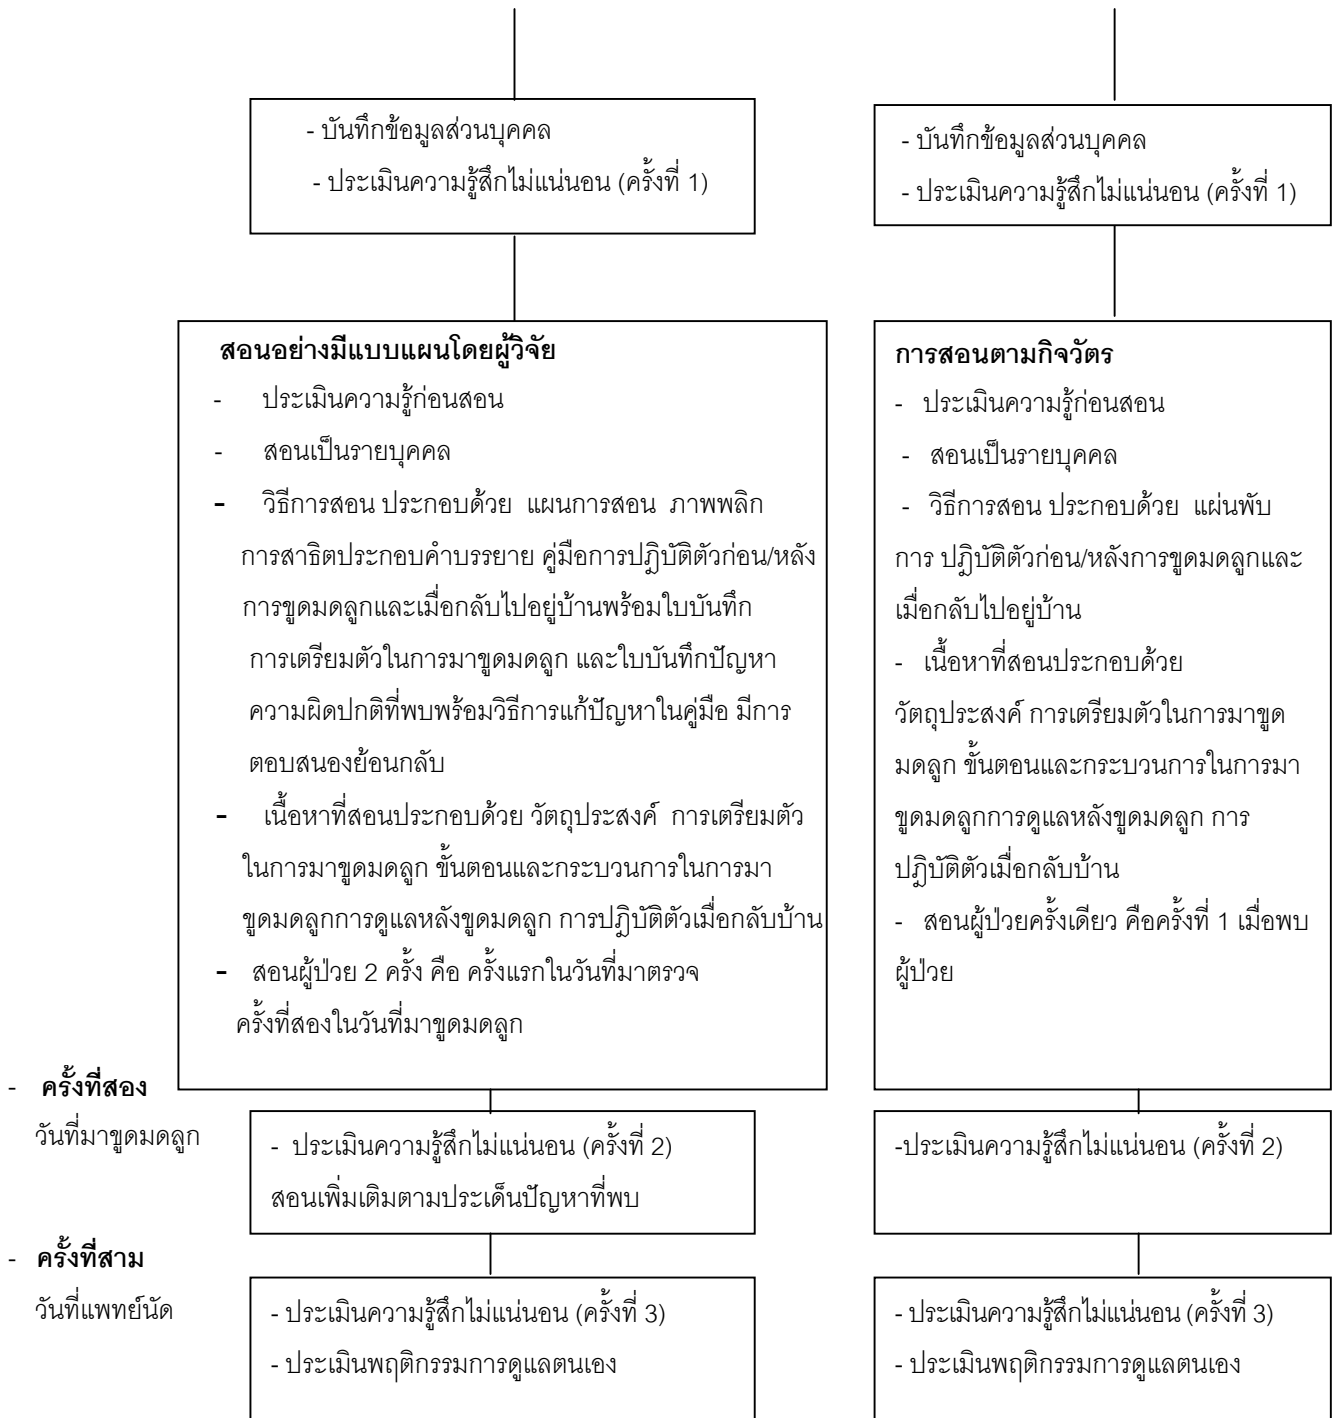 - บันทึกข้อมูลส่วนบุคคล
- ประเมินความรู้สึกไม่แน่นอน (ครั้งที่ 1)
- บันทึกข้อมูลส่วนบุคคล
- ประเมินความรู้สึกไม่แน่นอน (ครั้งที่ 1)
สอนอย่างมีแบบแผนโดยผู้วิจัย
- ประเมินความรู้ก่อนสอน
- สอนเป็นรายบุคคล
- วิธีการสอน ประกอบด้วย แผนการสอน ภาพพลิก
การสาธิตประกอบคำบรรยาย คู่มือการปฎิบัติตัวก่อน/หลัง
การขูดมดลูกและเมื่อกลับไปอยู่บ้านพร้อมใบบันทึก
การเตรียมตัวในการมาขูดมดลูก และใบบันทึกปัญหา
ความผิดปกติที่พบพร้อมวิธีการแก้ปัญหาในคู่มือ มีการ
ตอบสนองย้อนกลับ
- เนื้อหาที่สอนประกอบด้วย วัตถุประสงค์ การเตรียมตัว
ในการมาขูดมดลูก ขั้นตอนและกระบวนการในการมา
ขูดมดลูกการดูแลหลังขูดมดลูก การปฎิบัติตัวเมื่อกลับบ้าน
- สอนผู้ป่วย 2 ครั้ง คือ ครั้งแรกในวันที่มาตรวจ
ครั้งที่สองในวันที่มาขูดมดลูก
การสอนตามกิจวัตร
- ประเมินความรู้ก่อนสอน
- สอนเป็นรายบุคคล
- วิธีการสอน ประกอบด้วย แผ่นพับ
การ ปฎิบัติตัวก่อน/หลังการขูดมดลูกและ
เมื่อกลับไปอยู่บ้าน
- เนื้อหาที่สอนประกอบด้วย
วัตถุประสงค์ การเตรียมตัวในการมาขูด
มดลูก ขั้นตอนและกระบวนการในการมา
ขูดมดลูกการดูแลหลังขูดมดลูก การ
ปฎิบัติตัวเมื่อกลับบ้าน
- สอนผู้ป่วยครั้งเดียว คือครั้งที่ 1 เมื่อพบ
ผู้ป่วย
- ครั้งที่สอง
วันที่มาขูดมดลูก
- ประเมินความรู้สึกไม่แน่นอน (ครั้งที่ 2)
สอนเพิ่มเติมตามประเด็นปัญหาที่พบ
-ประเมินความรู้สึกไม่แน่นอน (ครั้งที่ 2)
- ครั้งที่สาม
วันที่แพทย์นัด
- ประเมินความรู้สึกไม่แน่นอน (ครั้งที่ 3)
- ประเมินพฤติกรรมการดูแลตนเอง
- ประเมินความรู้สึกไม่แน่นอน (ครั้งที่ 3)
- ประเมินพฤติกรรมการดูแลตนเอง